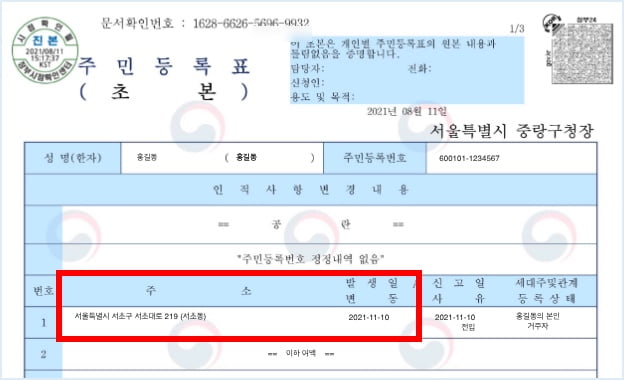 문서확인번호 : 1628-6626-5696-9932
1/3
시점확인필
진본
2021/08/11
15:17:37
KST
정부시점확인센터
정부24
주 민 등 록 표
( 초 본 )
이 초본은 개인별 주민등록표의 원본 내용과
틀림없음을 증명합니다.
담당자: 전화:
신청인:
용도 및 목적:
2021년 08월 11일
서울특별시 중랑구청장
성 명(한자) 홍길동 ( 홍길동 ) 주민등록번호 600101-1234567
인 적 사 항 변 경 내 용
== 공 란 ==
"주민등록번호 정정내역 없음"
번호 주 소 발 생 일 / 신 고 일 세대주및관계
변 동 사 유 등 록 상 태
1 서울특별시 서초구 서초대로 219 (서초동) 2021-11-10 2021-11-10 홍길동의 본인
전입 거주자
2 == 이하 여백 ==